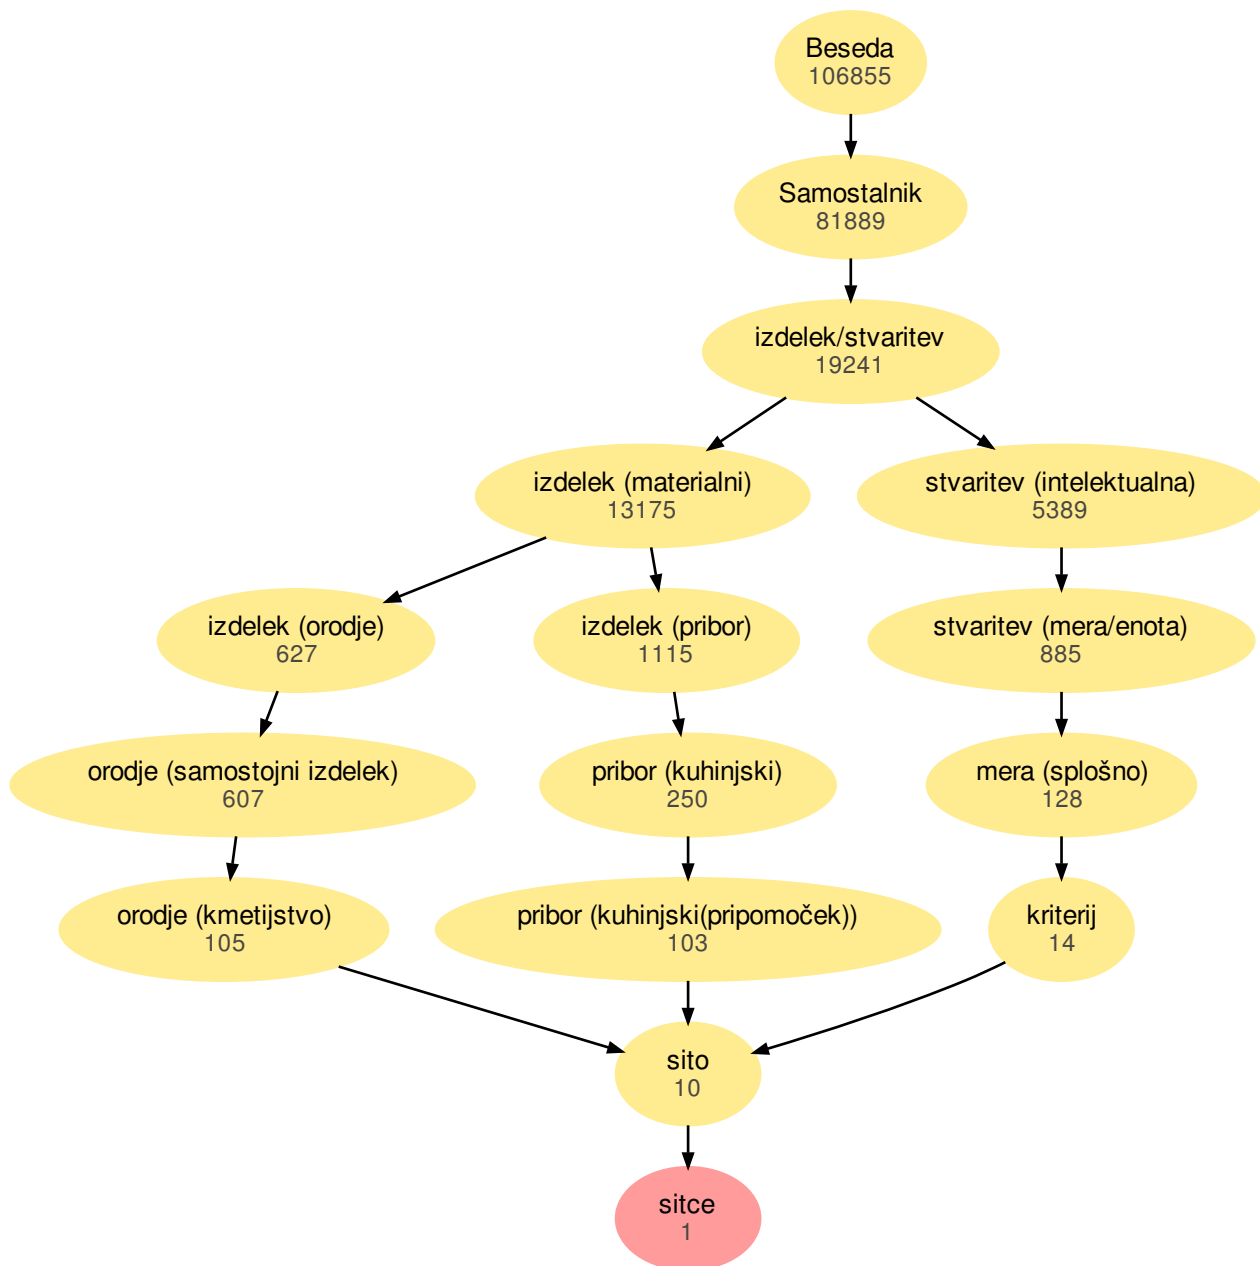 Beseda
106855
Samostalnik
81889
izdelek/stvaritev
19241
izdelek (materialni)
13175
stvaritev (intelektualna)
5389
izdelek (orodje)
627
izdelek (pribor)
1115
stvaritev (mera/enota)
885
orodje (samostojni izdelek)
607
pribor (kuhinjski)
250
mera (splošno)
128
orodje (kmetijstvo)
105
pribor (kuhinjski(pripomoček))
103
kriterij
14
sito
10
sitce
1